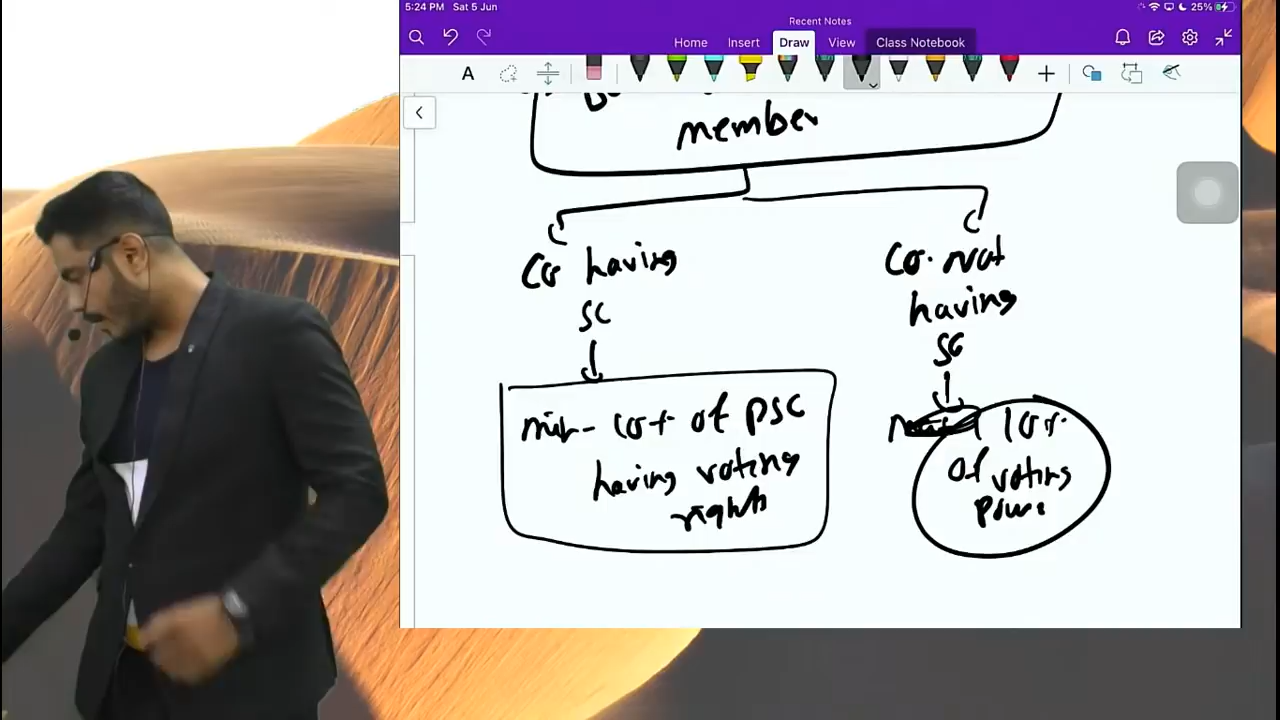 5:24 PM Sat 5 Jun
25%
Recent Notes
Home Insert Draw View Class Notebook
A
member
Co having
SC
Co. not
having
SC
min- 10% of PSC
having voting
rights
10%
of voting